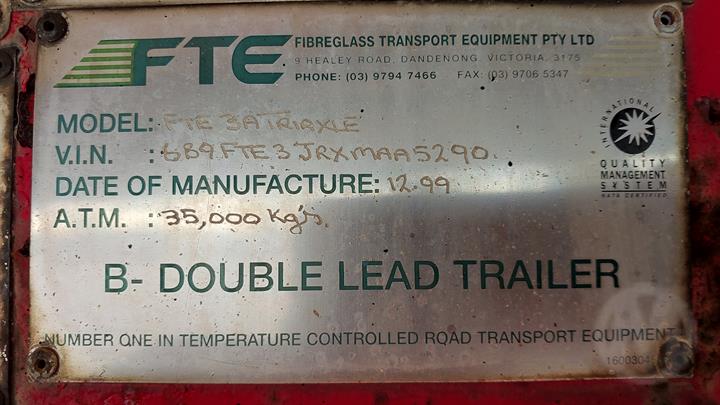 FTE FIBREGLASS TRANSPORT EQUIPMENT PTY LTD
9 HEALEY ROAD, DANDENONG, VICTORIA, 3175
PHONE: (03) 9794 7466 FAX: (03) 9706 5347
MODEL: FTE 3A TRIAXLE
V.I.N. : 6B9FTE3JRXMAA5290
DATE OF MANUFACTURE: 12.99
A.T.M. : 35,000 Kg's
INTERNATIONAL
QUALITY
MANAGEMENT
SYSTEM
NATA CERTIFIED
B- DOUBLE LEAD TRAILER
NUMBER ONE IN TEMPERATURE CONTROLLED ROAD TRANSPORT EQUIPMENT